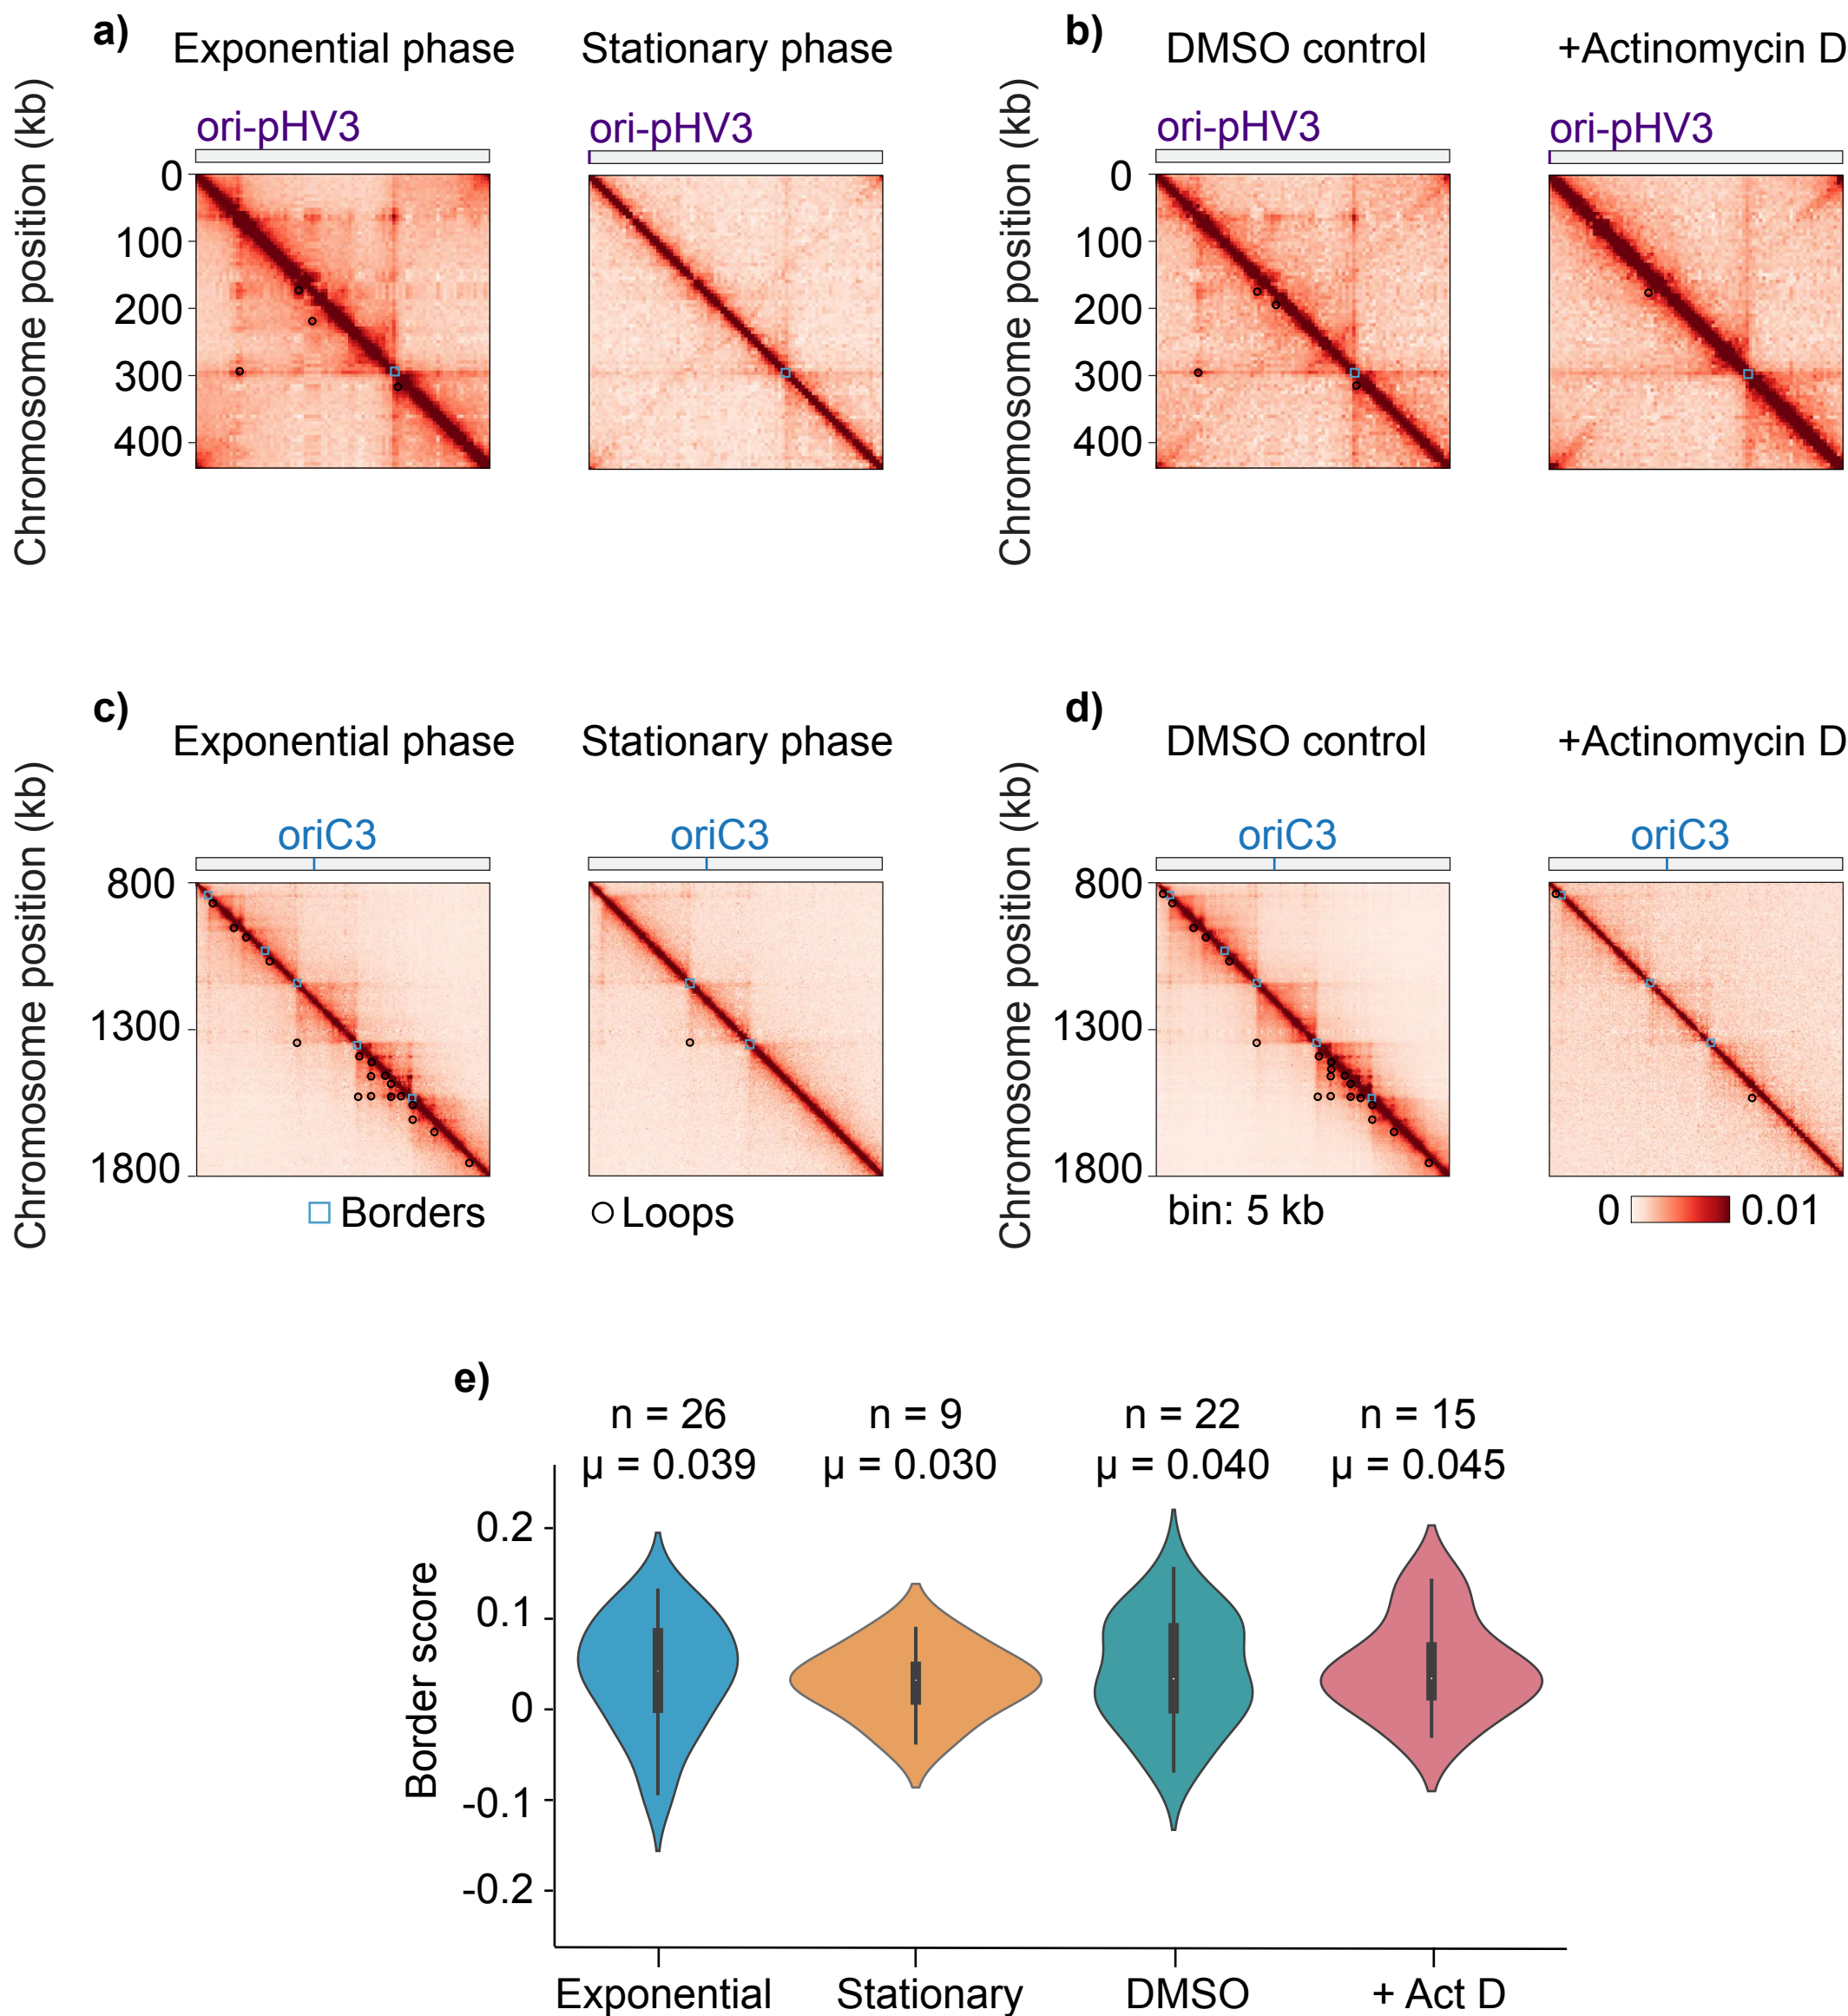 a)
Exponential phase
Stationary phase
ori-pHV3
ori-pHV3
Chromosome position (kb)
0
100
200
300
400
b)
DMSO control
+Actinomycin D
ori-pHV3
ori-pHV3
Chromosome position (kb)
0
100
200
300
400
c)
Exponential phase
Stationary phase
oriC3
oriC3
Chromosome position (kb)
800
1300
1800
Borders
Loops
d)
DMSO control
+Actinomycin D
oriC3
oriC3
Chromosome position (kb)
800
1300
1800
bin: 5 kb
0
0.01
e)
n = 26
n = 9
n = 22
n = 15
µ = 0.039
µ = 0.030
µ = 0.040
µ = 0.045
Border score
0.2
0.1
0
-0.1
-0.2
Exponential
Stationary
DMSO
+ Act D